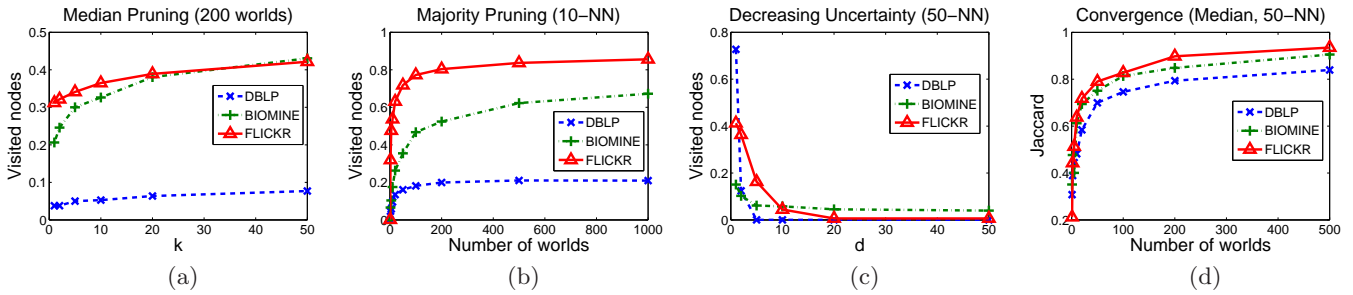 Median Pruning (200 worlds)
0.5
0.4
0.3
0.2
0.1
0
Visited nodes
DBLP
BIOMINE
FLICKR
0 10 20 30 40 50
k
(a)
Majority Pruning (10−NN)
1
0.8
0.6
0.4
0.2
0
Visited nodes
DBLP
BIOMINE
FLICKR
0 200 400 600 800 1000
Number of worlds
(b)
Decreasing Uncertainty (50−NN)
0.8
0.6
0.4
0.2
0
Visited nodes
DBLP
BIOMINE
FLICKR
0 10 20 30 40 50
d
(c)
Convergence (Median, 50−NN)
1
0.8
0.6
0.4
0.2
Jaccard
DBLP
BIOMINE
FLICKR
0 100 200 300 400 500
Number of worlds
(d)